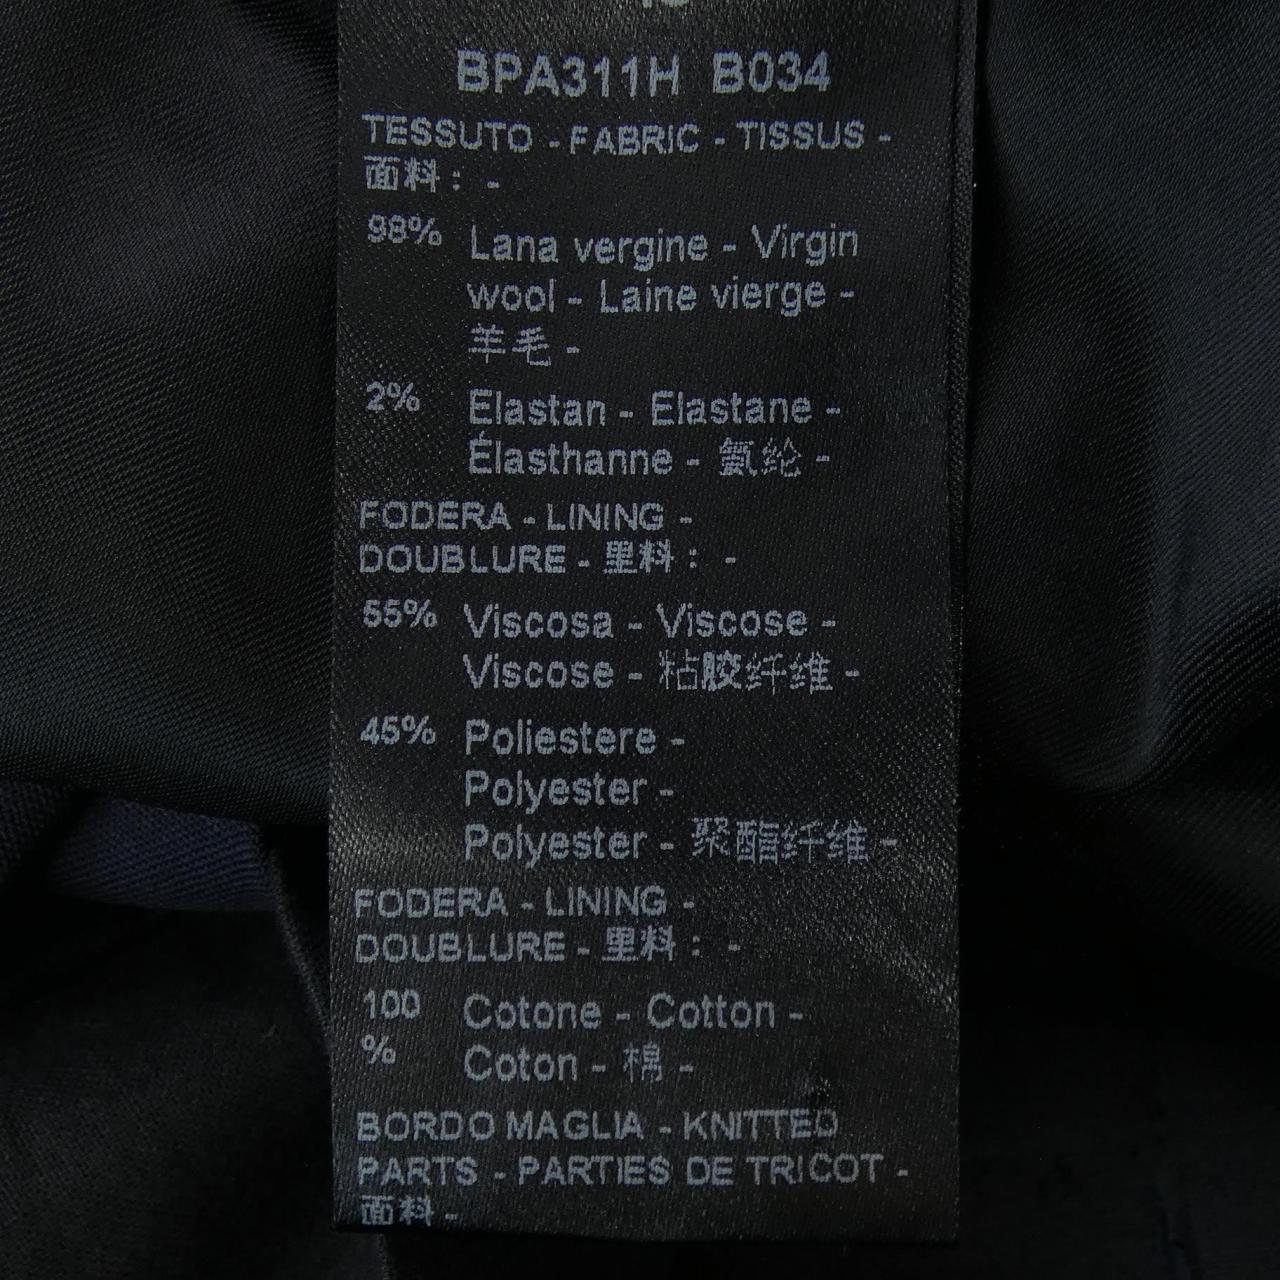 BPA311H B034
TESSUTO - FABRIC - TISSUS -
面料: -
98% Lana vergine - Virgin
wool - Laine vierge -
羊毛 -
2% Elastan - Elastane -
Élasthanne - 氨纶 -
FODERA - LINING -
DOUBLURE - 里料: -
55% Viscosa - Viscose -
Viscose - 粘胶纤维 -
45% Poliestere -
Polyester -
Polyester - 聚酯纤维 -
FODERA - LINING -
DOUBLURE - 里料: -
100 Cotone - Cotton -
% Coton - 棉 -
BORDO MAGLIA - KNITTED
PARTS - PARTIES DE TRICOT -
面料 -